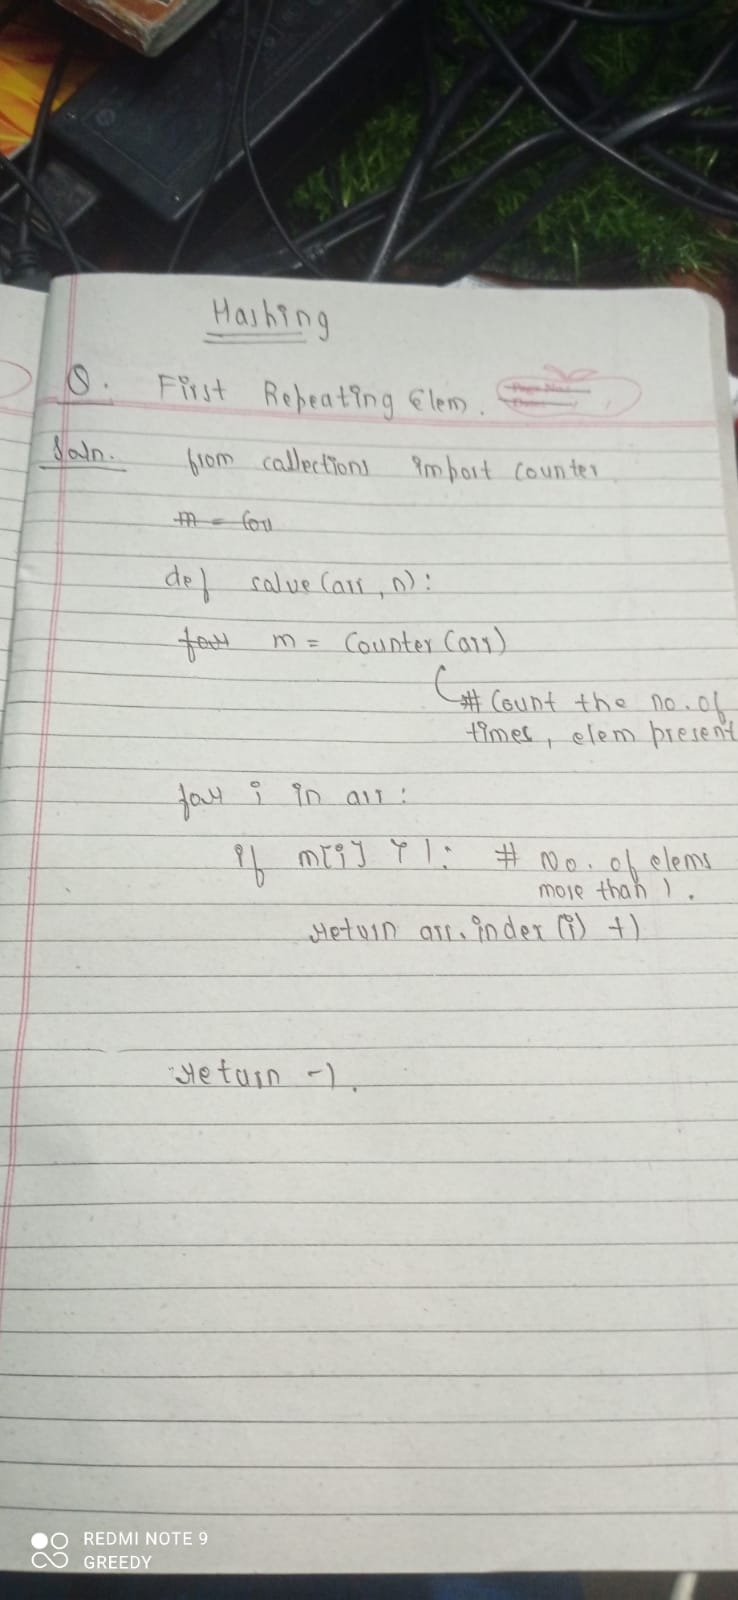 Hashing
Q. First Repeating Elem.
Soln. from collections import Counter
m = Cou
def solve (arr, n):
for m = Counter (arr)
# Count the no. of
times, elem present
for i in arr:
if m[i] > 1: # No. of elems
more than 1.
return arr.index (i) +1
return -1.
REDMI NOTE 9
GREEDY